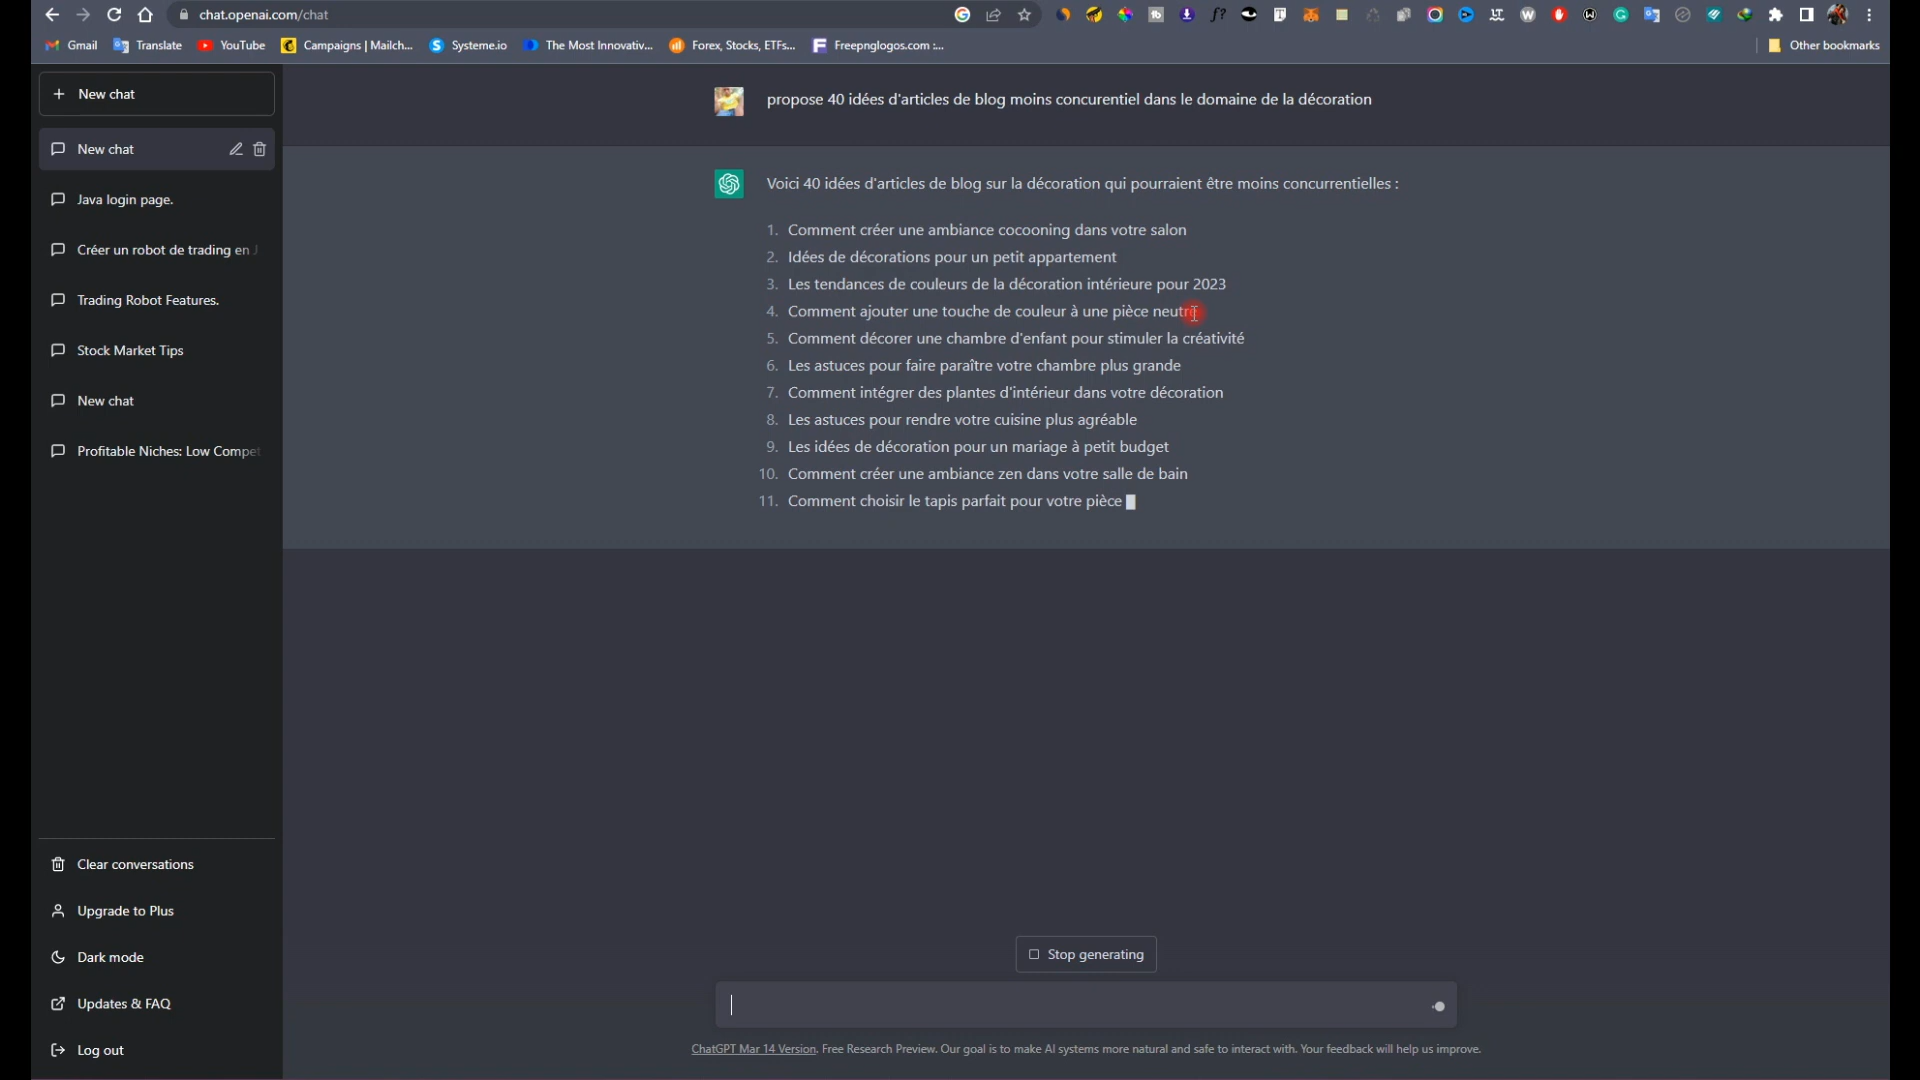 chat.openai.com/chat
Gmail
Translate
YouTube
Campaigns | Mailch...
Systeme.io
The Most Innovativ...
Forex, Stocks, ETFs...
Freepnglogos.com :...
Other bookmarks
New chat
New chat
Java login page.
Créer un robot de trading en J
Trading Robot Features.
Stock Market Tips
New chat
Profitable Niches: Low Compet
Clear conversations
Upgrade to Plus
Dark mode
Updates & FAQ
Log out
propose 40 idées d'articles de blog moins concurentiel dans le domaine de la décoration
Voici 40 idées d'articles de blog sur la décoration qui pourraient être moins concurrentielles :
1. Comment créer une ambiance cocooning dans votre salon
2. Idées de décorations pour un petit appartement
3. Les tendances de couleurs de la décoration intérieure pour 2023
4. Comment ajouter une touche de couleur à une pièce neutre
5. Comment décorer une chambre d'enfant pour stimuler la créativité
6. Les astuces pour faire paraître votre chambre plus grande
7. Comment intégrer des plantes d'intérieur dans votre décoration
8. Les astuces pour rendre votre cuisine plus agréable
9. Les idées de décoration pour un mariage à petit budget
10. Comment créer une ambiance zen dans votre salle de bain
11. Comment choisir le tapis parfait pour votre pièce
Stop generating
ChatGPT Mar 14 Version. Free Research Preview. Our goal is to make AI systems more natural and safe to interact with. Your feedback will help us improve.